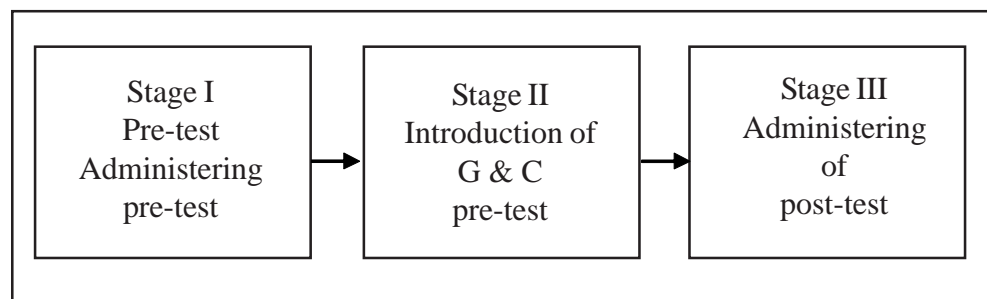 Stage I
Pre-test
Administering
pre-test
Stage II
Introduction of
G & C
pre-test
Stage III
Administering
of
post-test